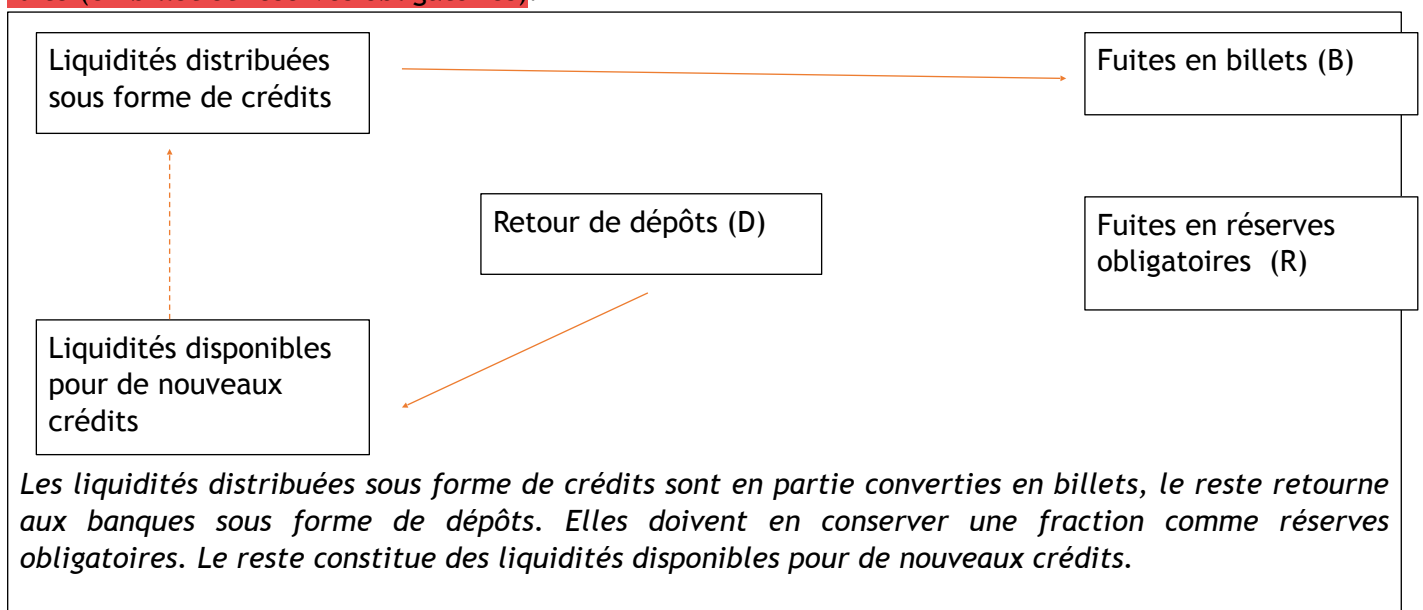 Liquidités distribuées
sous forme de crédits
Fuites en billets (B)
Retour de dépôts (D)
Fuites en réserves
obligatoires (R)
Liquidités disponibles
pour de nouveaux
crédits
Les liquidités distribuées sous forme de crédits sont en partie converties en billets, le reste retourne
aux banques sous forme de dépôts. Elles doivent en conserver une fraction comme réserves
obligatoires. Le reste constitue des liquidités disponibles pour de nouveaux crédits.